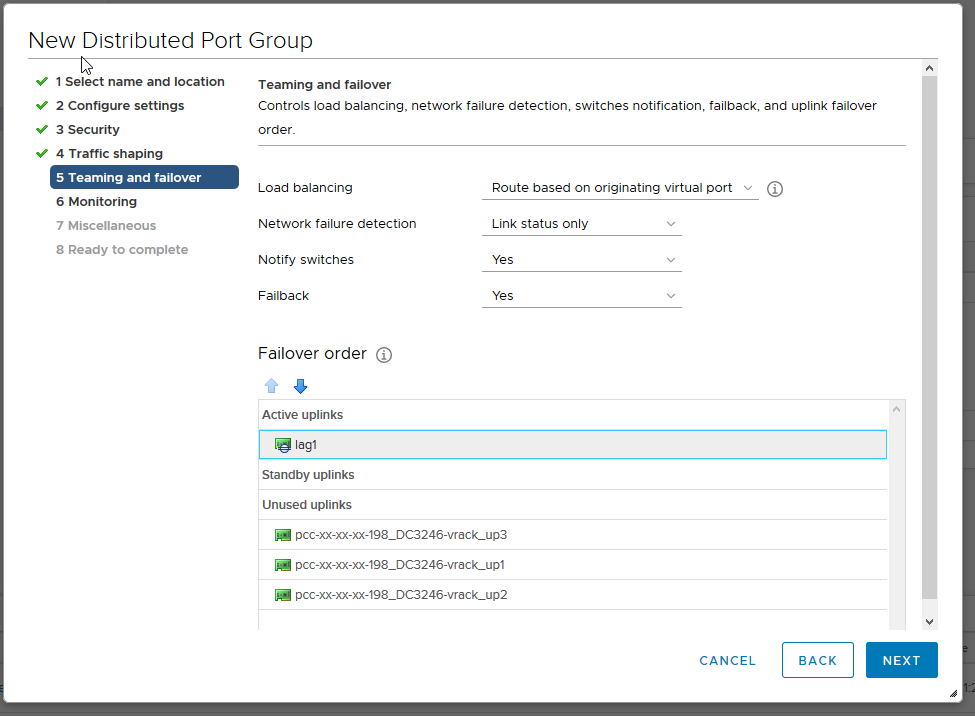 New Distributed Port Group
1 Select name and location
2 Configure settings
3 Security
4 Traffic shaping
5 Teaming and failover
6 Monitoring
7 Miscellaneous
8 Ready to complete
Teaming and failover
Controls load balancing, network failure detection, switches notification, failback, and uplink failover
order.
Load balancing Route based on originating virtual port
Network failure detection Link status only
Notify switches Yes
Failback Yes
Failover order
Active uplinks
lag1
Standby uplinks
Unused uplinks
pcc-xx-xx-xx-198_DC3246-vrack_up3
pcc-xx-xx-xx-198_DC3246-vrack_up1
pcc-xx-xx-xx-198_DC3246-vrack_up2
CANCEL BACK NEXT